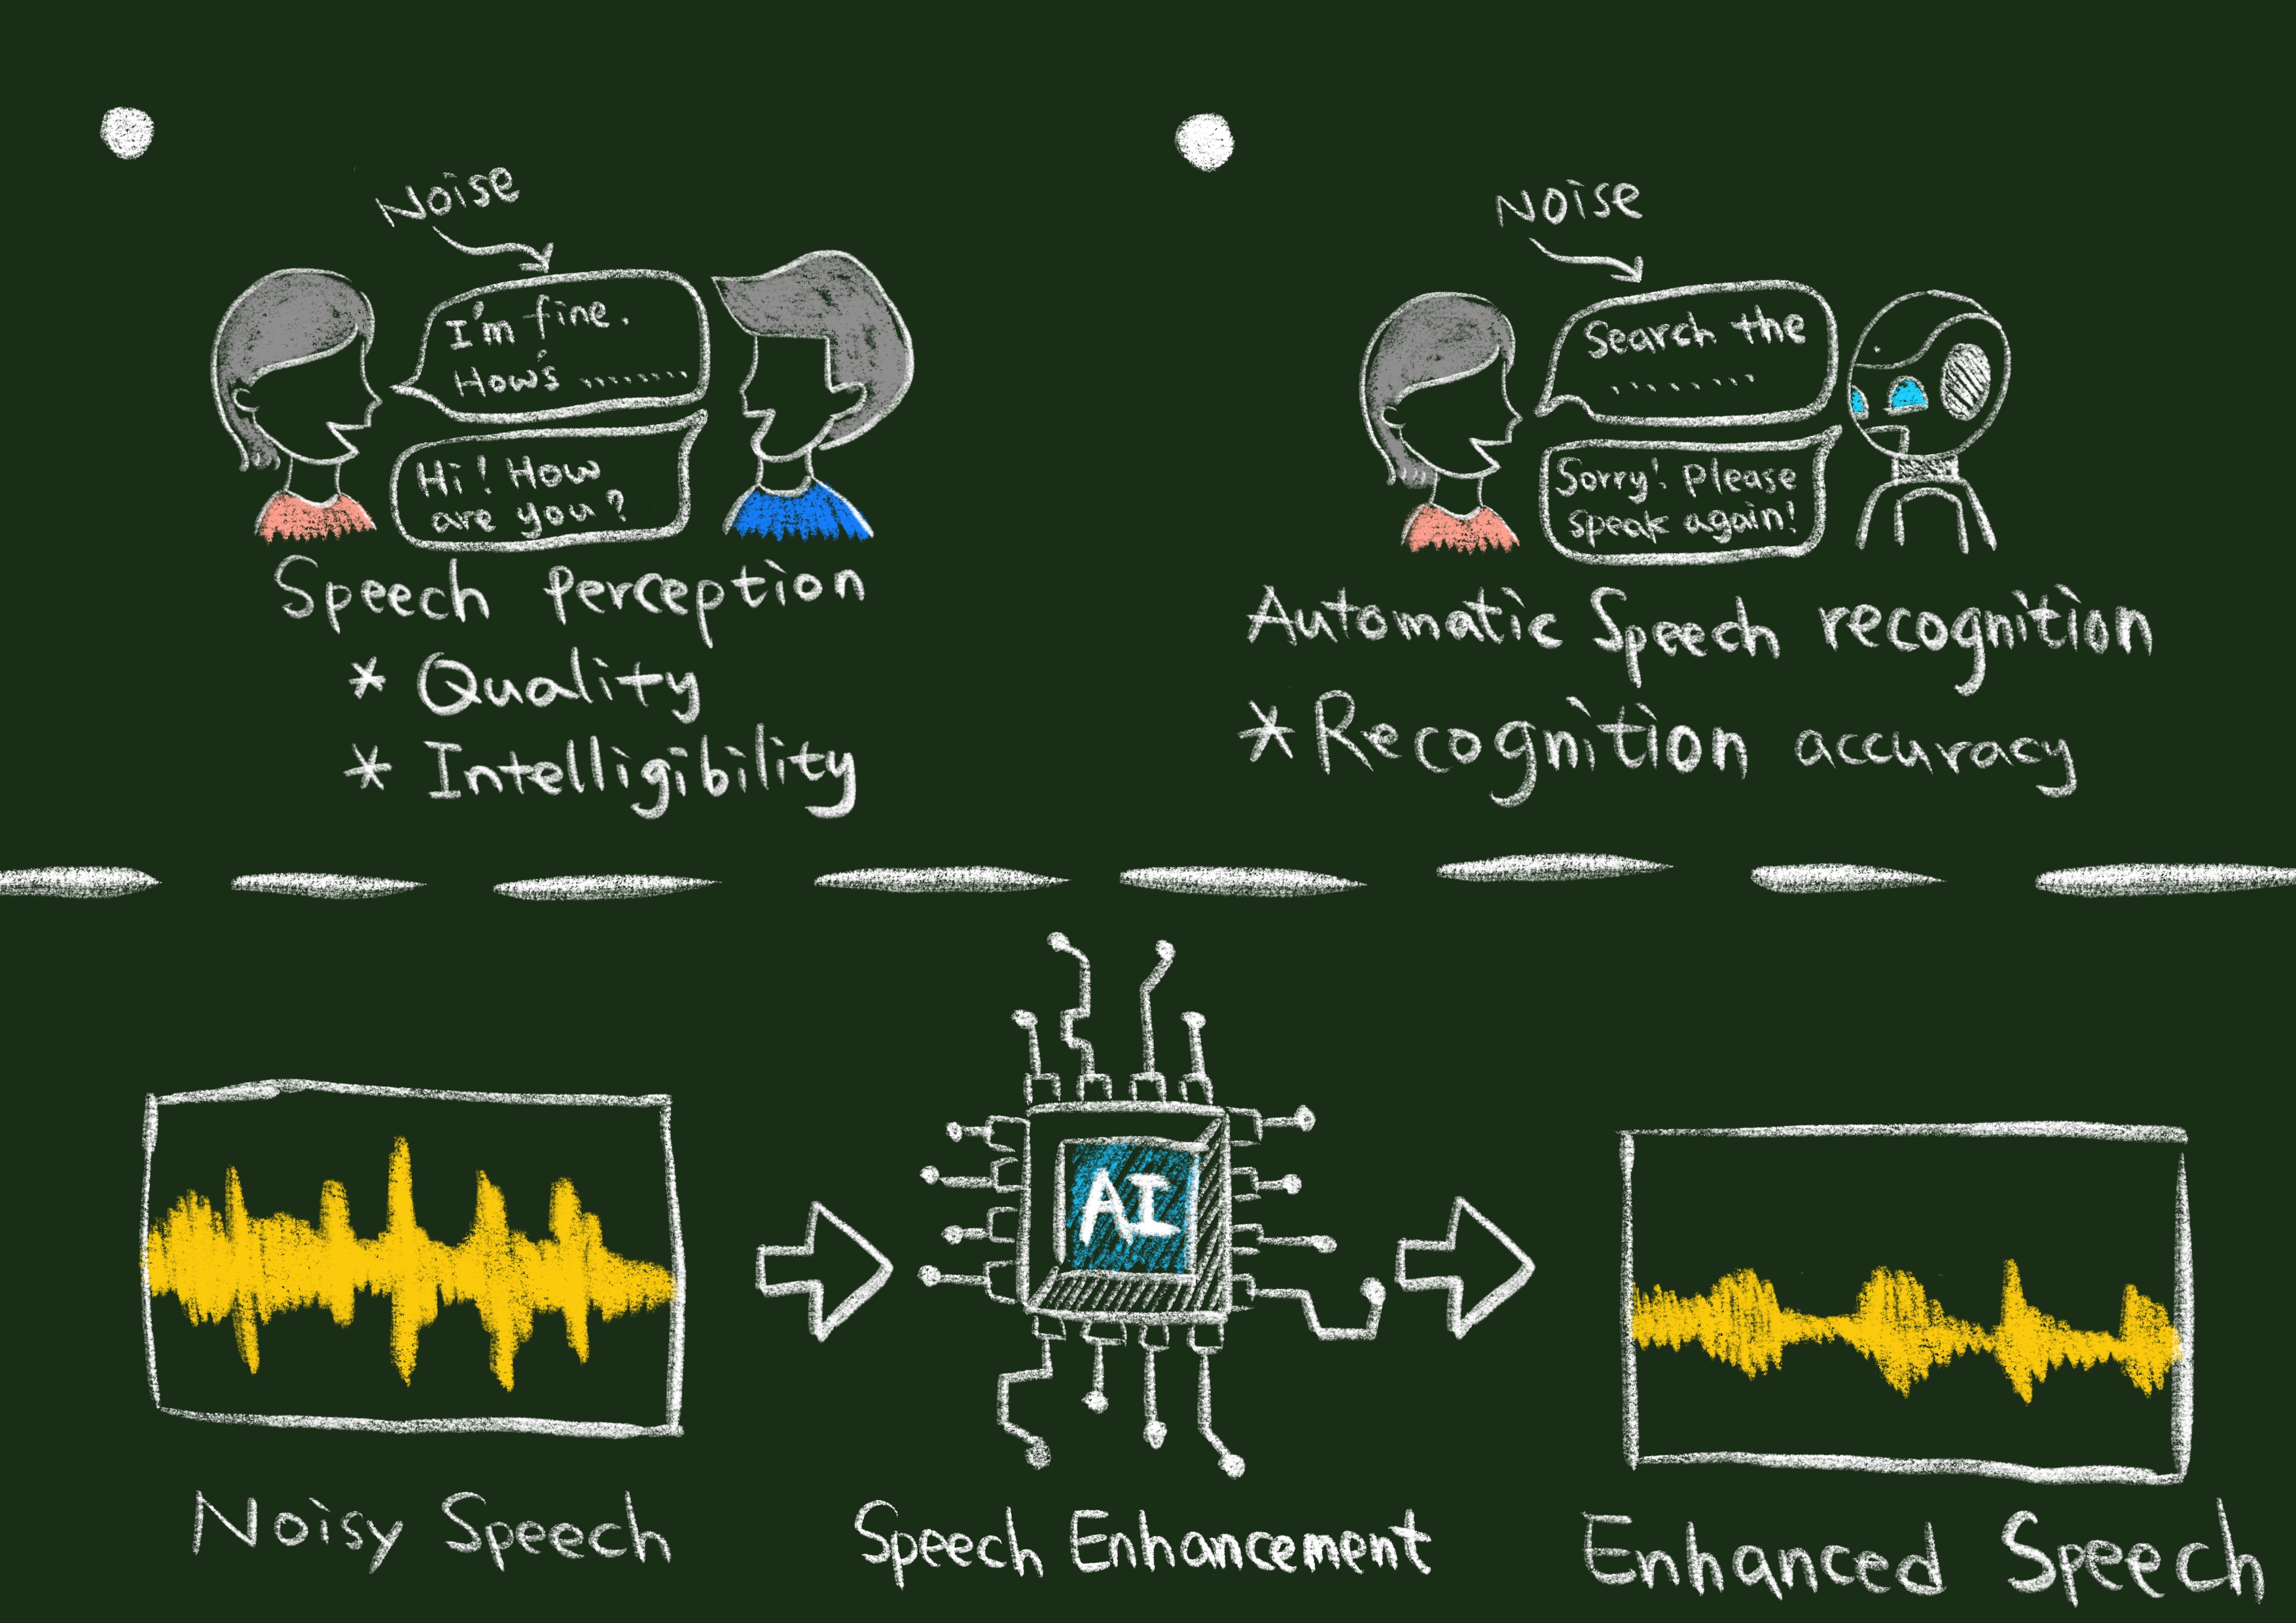 Noise
I'm fine.
How's ........
Hi! How
are you?
Speech perception
* Quality
* Intelligibility
Noise
Search the
........
Sorry! Please
speak again!
Automatic Speech recognition
* Recognition accuracy
AI
Noisy Speech
Speech Enhancement
Enhanced Speech